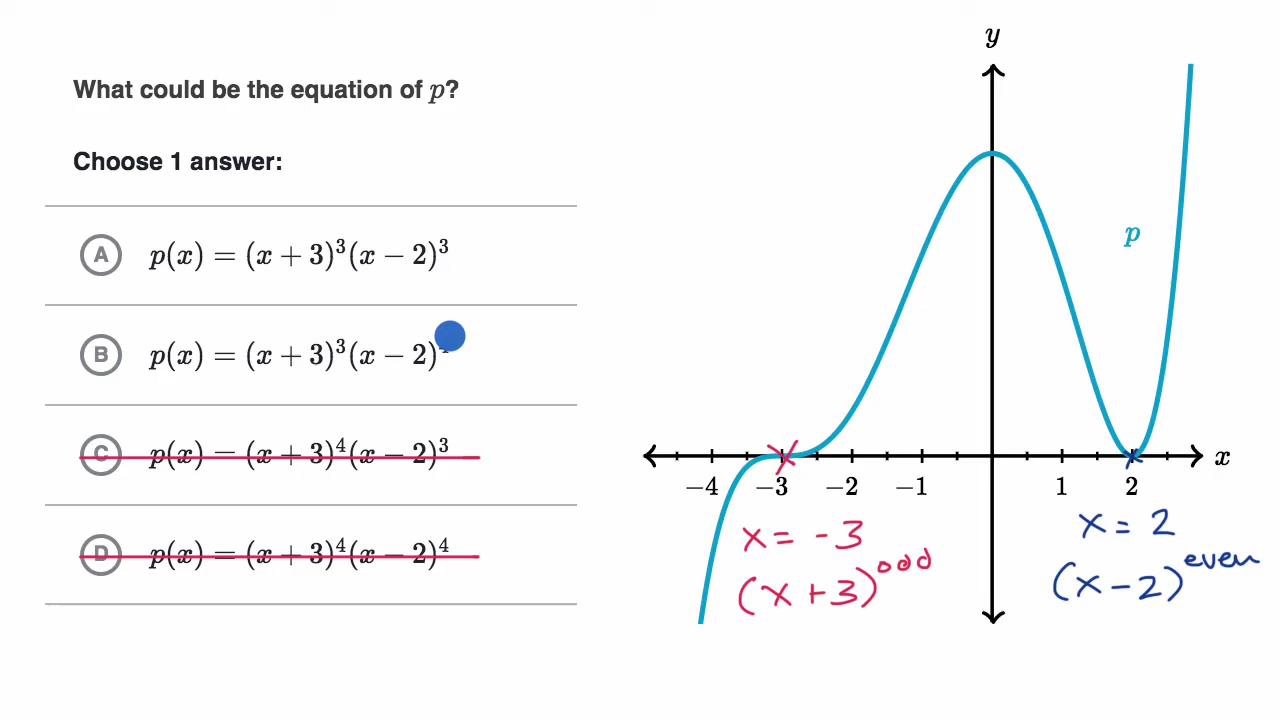 What could be the equation of p?
Choose 1 answer:
A p(x) = (x + 3)³(x − 2)³
B p(x) = (x + 3)³(x − 2)
C p(x) = (x + 3)⁴(x − 2)³
D p(x) = (x + 3)⁴(x − 2)⁴
y
p
x
−4 −3 −2 −1 1 2
x = -3
(x + 3)^odd
x = 2
(x - 2)^even